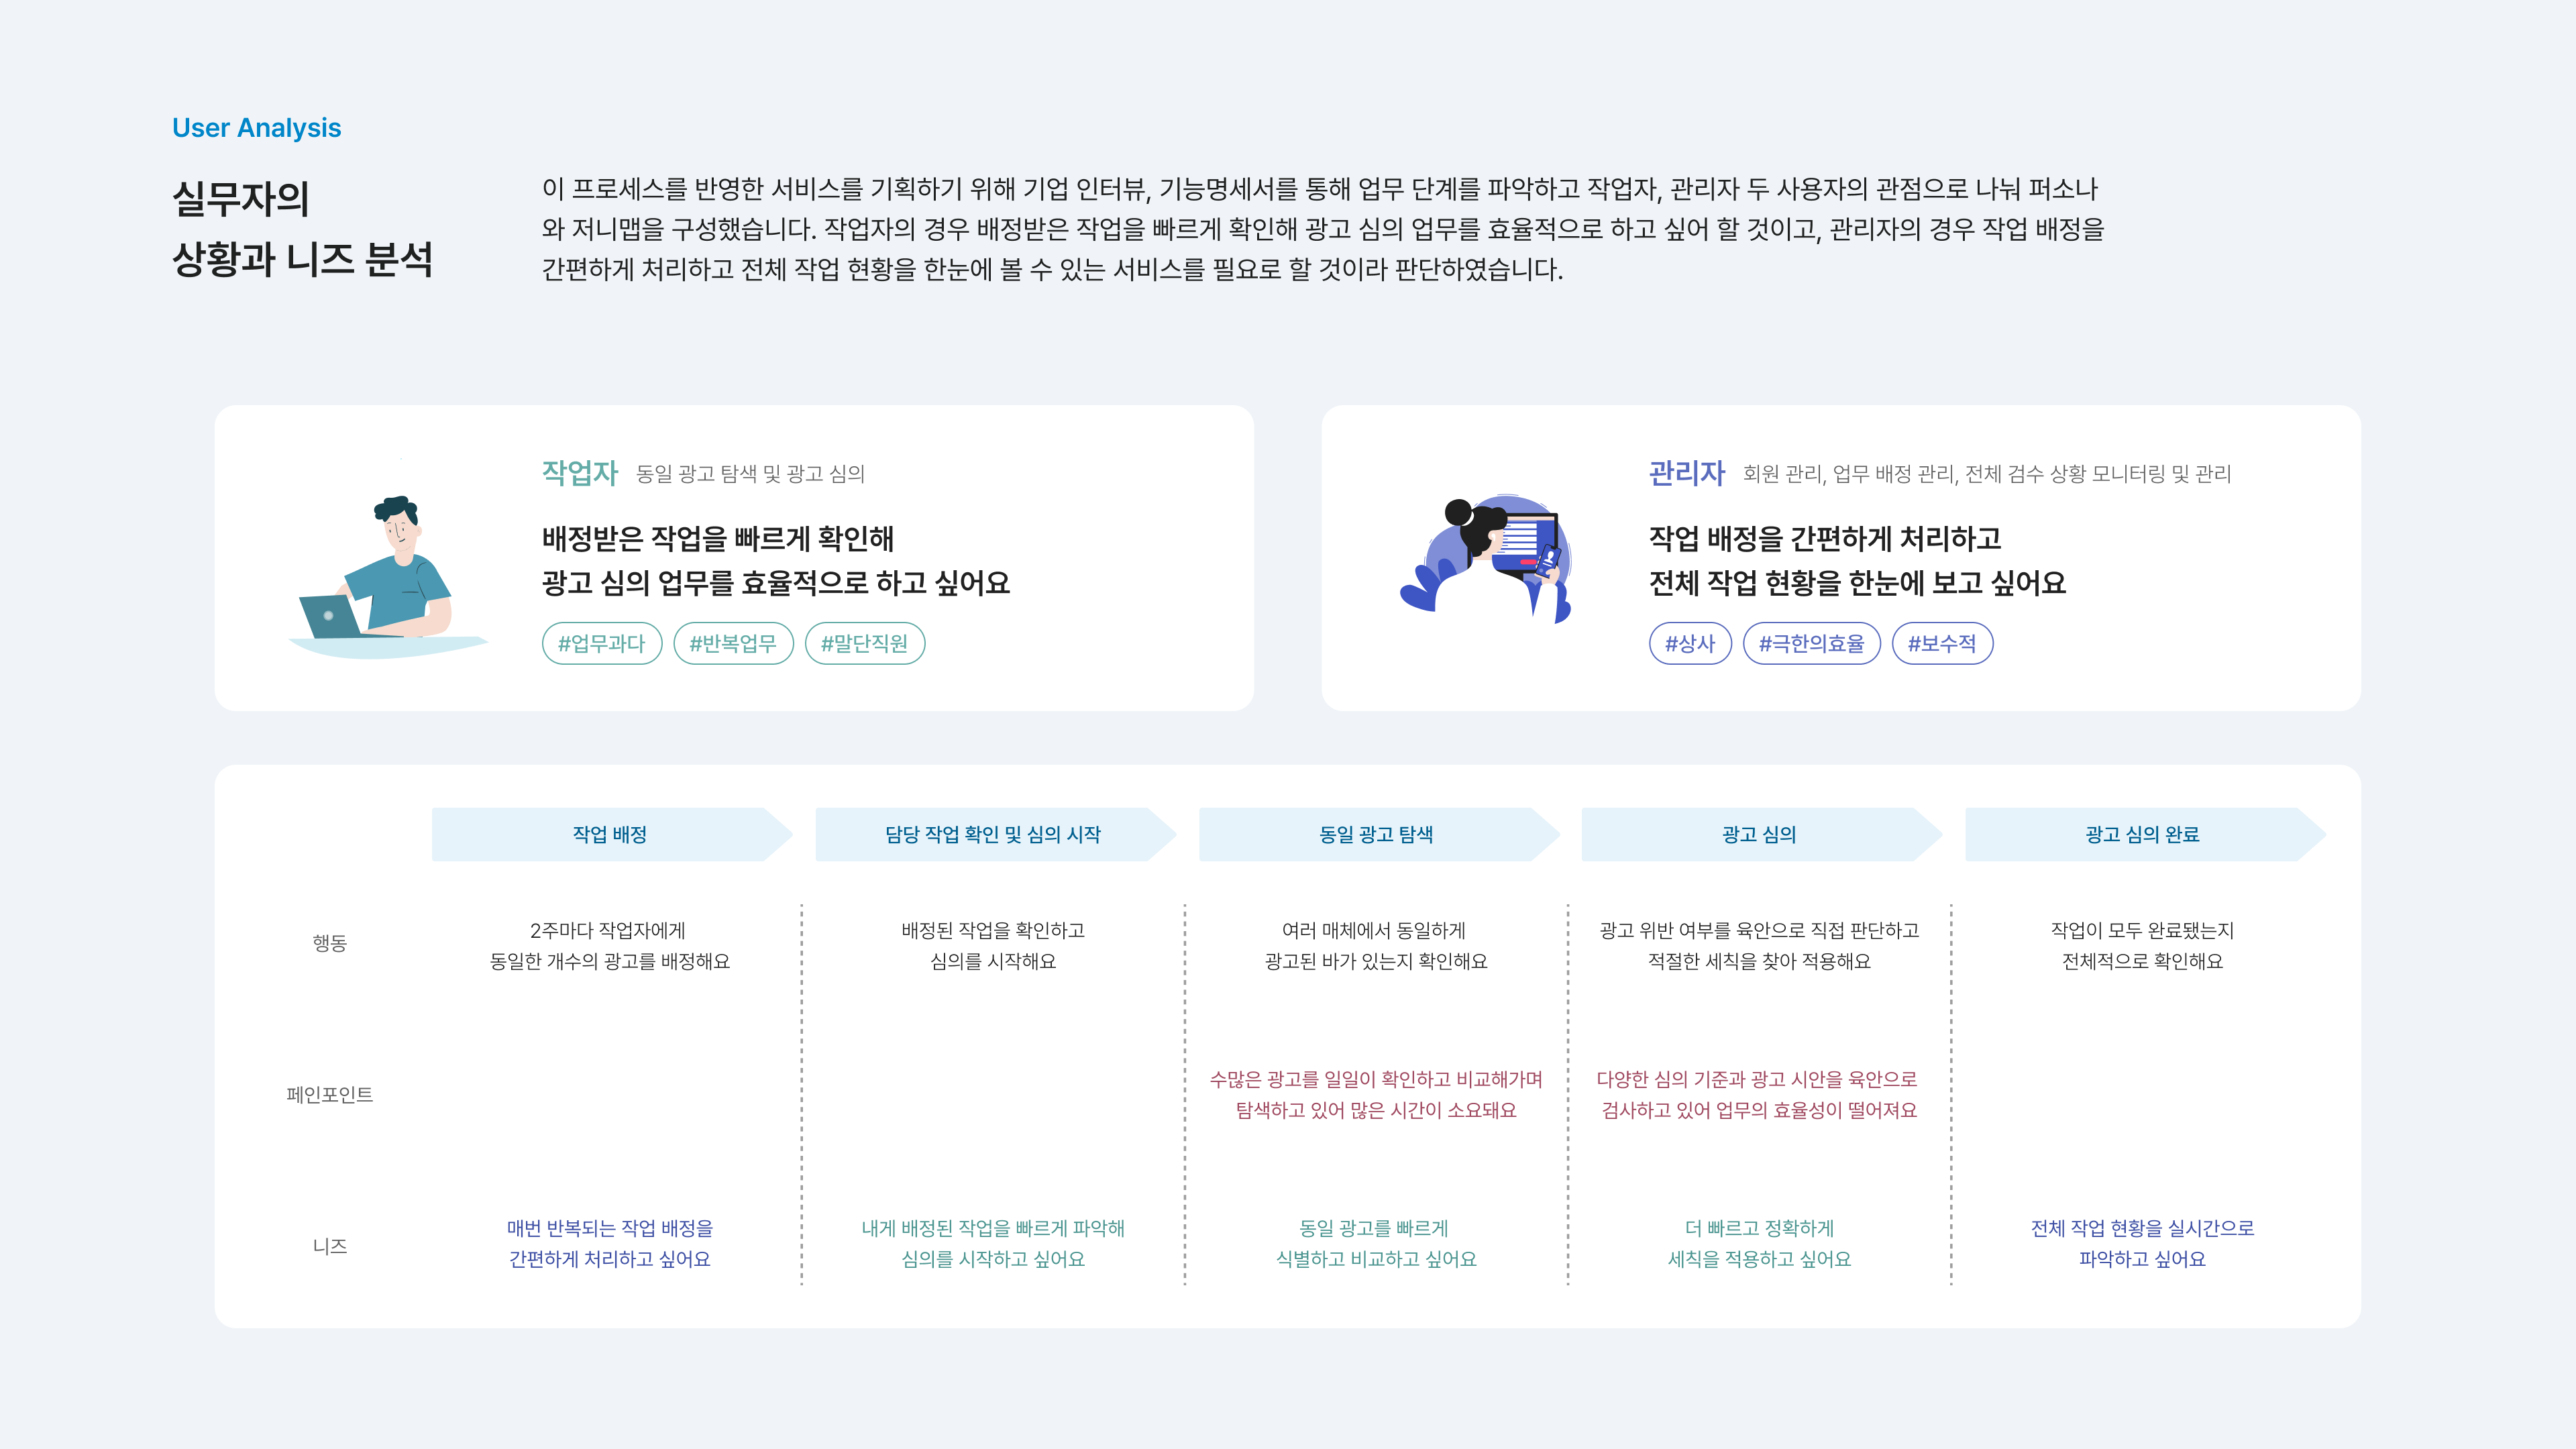 User Analysis
실무자의
상황과 니즈 분석
이 프로세스를 반영한 서비스를 기획하기 위해 기업 인터뷰, 기능명세서를 통해 업무 단계를 파악하고 작업자, 관리자 두 사용자의 관점으로 나눠 퍼소나
와 저니맵을 구성했습니다. 작업자의 경우 배정받은 작업을 빠르게 확인해 광고 심의 업무를 효율적으로 하고 싶어 할 것이고, 관리자의 경우 작업 배정을
간편하게 처리하고 전체 작업 현황을 한눈에 볼 수 있는 서비스를 필요로 할 것이라 판단하였습니다.
작업자 동일 광고 탐색 및 광고 심의
배정받은 작업을 빠르게 확인해
광고 심의 업무를 효율적으로 하고 싶어요
#업무과다 #반복업무 #말단직원
관리자 회원 관리, 업무 배정 관리, 전체 검수 상황 모니터링 및 관리
작업 배정을 간편하게 처리하고
전체 작업 현황을 한눈에 보고 싶어요
#상사 #극한의효율 #보수적
작업 배정
담당 작업 확인 및 심의 시작
동일 광고 탐색
광고 심의
광고 심의 완료
행동
2주마다 작업자에게
동일한 개수의 광고를 배정해요
배정된 작업을 확인하고
심의를 시작해요
여러 매체에서 동일하게
광고된 바가 있는지 확인해요
광고 위반 여부를 육안으로 직접 판단하고
적절한 세칙을 찾아 적용해요
작업이 모두 완료됐는지
전체적으로 확인해요
페인포인트
수많은 광고를 일일이 확인하고 비교해가며
탐색하고 있어 많은 시간이 소요돼요
다양한 심의 기준과 광고 시안을 육안으로
검사하고 있어 업무의 효율성이 떨어져요
니즈
매번 반복되는 작업 배정을
간편하게 처리하고 싶어요
내게 배정된 작업을 빠르게 파악해
심의를 시작하고 싶어요
동일 광고를 빠르게
식별하고 비교하고 싶어요
더 빠르고 정확하게
세칙을 적용하고 싶어요
전체 작업 현황을 실시간으로
파악하고 싶어요